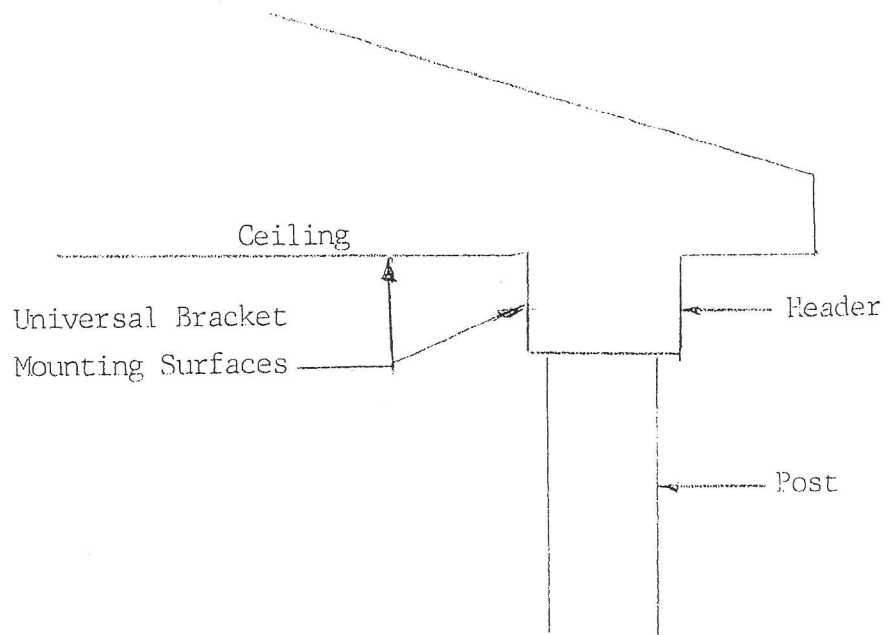 Ceiling
Universal Bracket
Mounting Surfaces
Header
Post